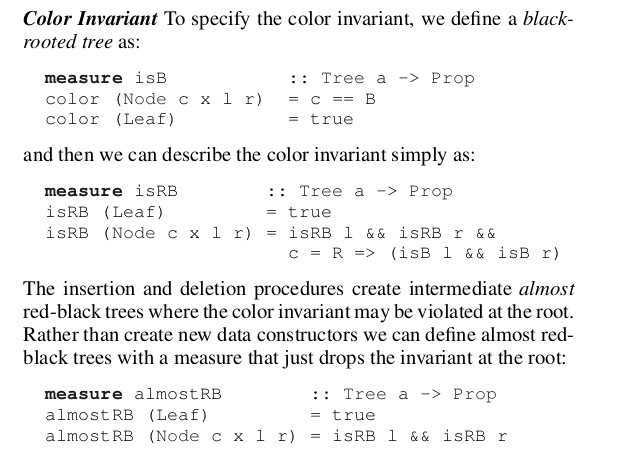 Color Invariant To specify the color invariant, we define a black-
rooted tree as:
measure isB :: Tree a -> Prop
color (Node c x l r) = c == B
color (Leaf) = true
and then we can describe the color invariant simply as:
measure isRB :: Tree a -> Prop
isRB (Leaf) = true
isRB (Node c x l r) = isRB l && isRB r &&
c = R => (isB l && isB r)
The insertion and deletion procedures create intermediate almost
red-black trees where the color invariant may be violated at the root.
Rather than create new data constructors we can define almost red-
black trees with a measure that just drops the invariant at the root:
measure almostRB :: Tree a -> Prop
almostRB (Leaf) = true
almostRB (Node c x l r) = isRB l && isRB r